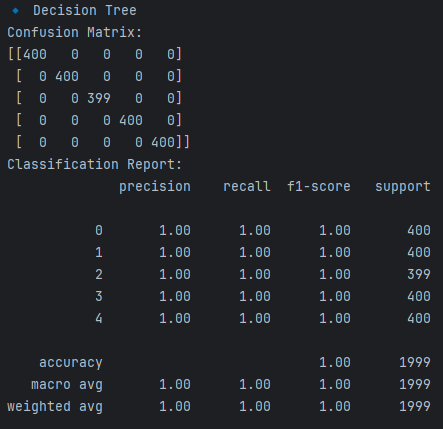 🔹 Decision Tree
Confusion Matrix:
[[400   0   0   0   0]
 [  0 400   0   0   0]
 [  0   0 399   0   0]
 [  0   0   0 400   0]
 [  0   0   0   0 400]]
Classification Report:
              precision    recall  f1-score   support

           0       1.00      1.00      1.00       400
           1       1.00      1.00      1.00       400
           2       1.00      1.00      1.00       399
           3       1.00      1.00      1.00       400
           4       1.00      1.00      1.00       400

    accuracy                           1.00      1999
   macro avg       1.00      1.00      1.00      1999
weighted avg       1.00      1.00      1.00      1999